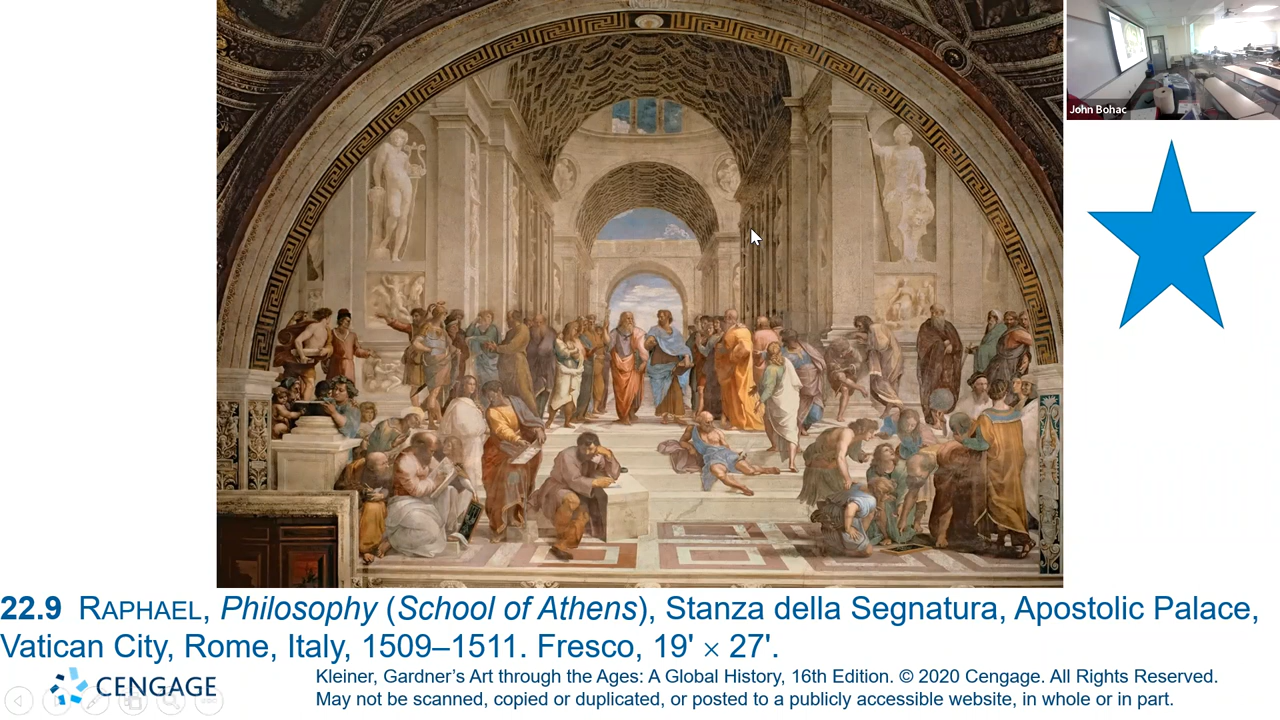 John Bohac
22.9 RAPHAEL, Philosophy (School of Athens), Stanza della Segnatura, Apostolic Palace,
Vatican City, Rome, Italy, 1509–1511. Fresco, 19' × 27'.
CENGAGE
Kleiner, Gardner’s Art through the Ages: A Global History, 16th Edition. © 2020 Cengage. All Rights Reserved.
May not be scanned, copied or duplicated, or posted to a publicly accessible website, in whole or in part.